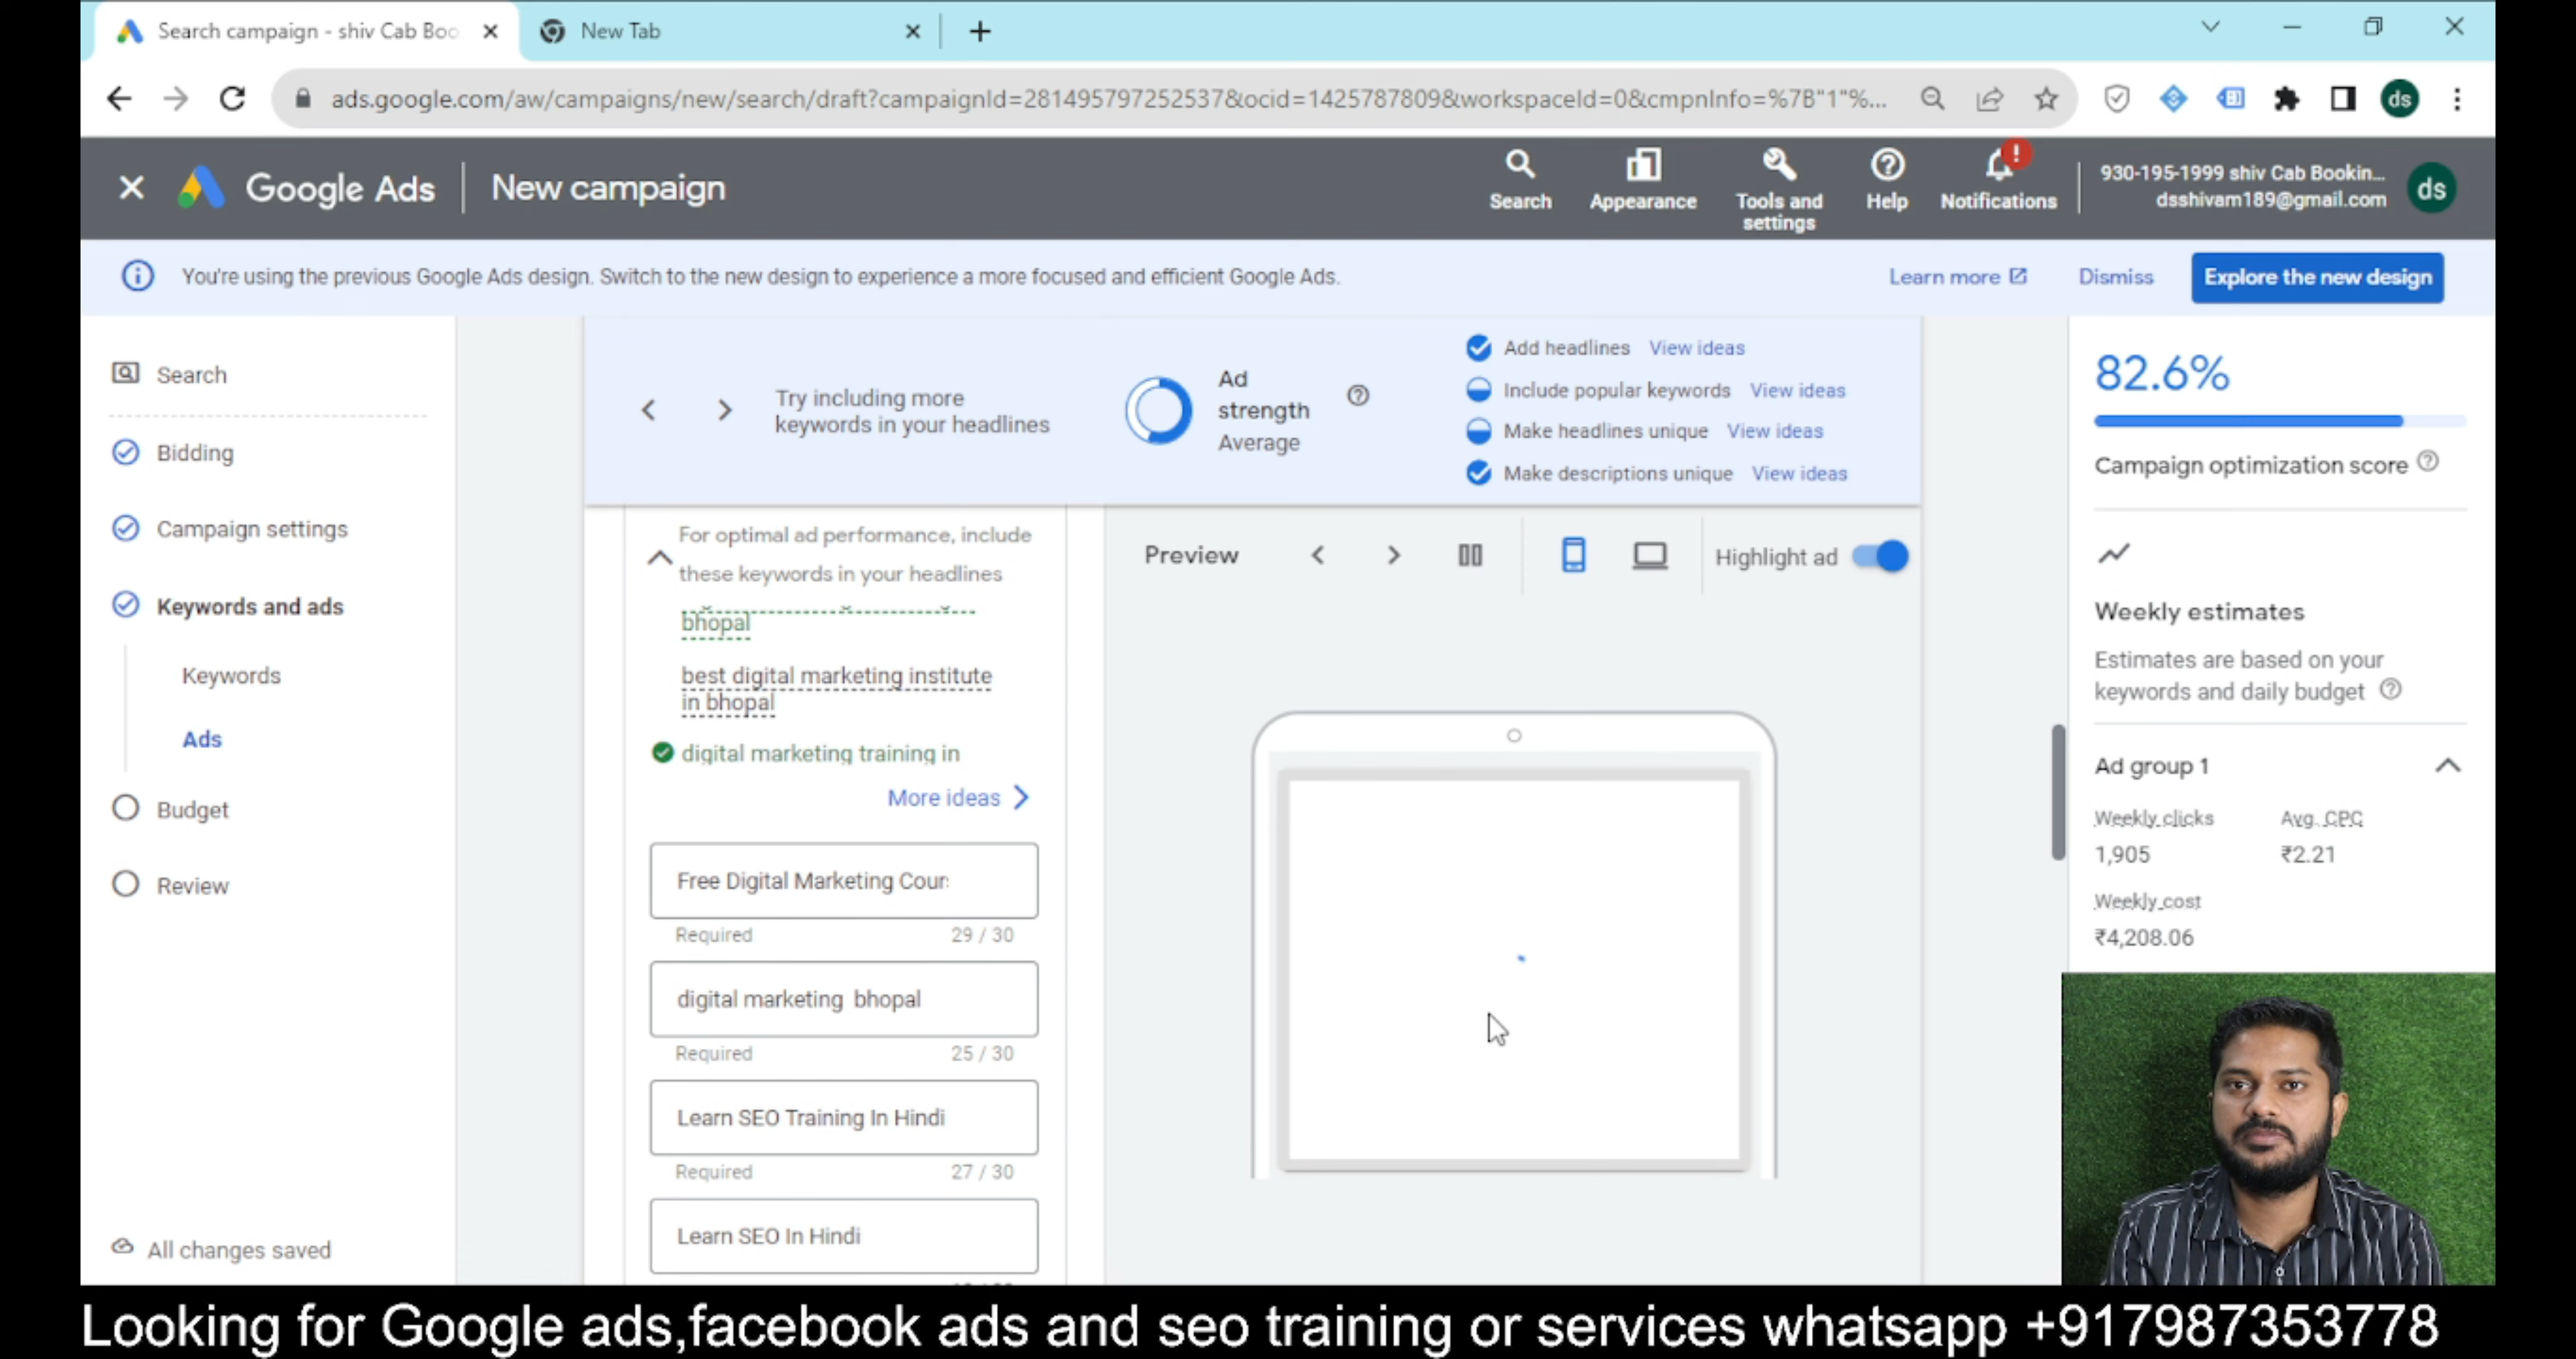 Search campaign - shiv Cab Boo
New Tab
ads.google.com/aw/campaigns/new/search/draft?campaignId=281495797252537&ocid=1425787809&workspaceId=0&cmpnInfo=%7B"1"%...
ds
Google Ads
New campaign
Search
Appearance
Tools and settings
Help
Notifications
930-195-1999 shiv Cab Bookin...
dsshivam189@gmail.com
ds
You're using the previous Google Ads design. Switch to the new design to experience a more focused and efficient Google Ads.
Learn more
Dismiss
Explore the new design
Search
Bidding
Campaign settings
Keywords and ads
Keywords
Ads
Budget
Review
All changes saved
Try including more
keywords in your headlines
Ad
strength
Average
Add headlines View ideas
Include popular keywords View ideas
Make headlines unique View ideas
Make descriptions unique View ideas
For optimal ad performance, include
these keywords in your headlines
bhopal
best digital marketing institute
in bhopal
digital marketing training in
More ideas
Free Digital Marketing Cour
Required 29 / 30
digital marketing bhopal
Required 25 / 30
Learn SEO Training In Hindi
Required 27 / 30
Learn SEO In Hindi
Preview
Highlight ad
82.6%
Campaign optimization score
Weekly estimates
Estimates are based on your
keywords and daily budget
Ad group 1
Weekly clicks Avg. CPC
1,905 ₹2.21
Weekly cost
₹4,208.06
Looking for Google ads,facebook ads and seo training or services whatsapp +917987353778